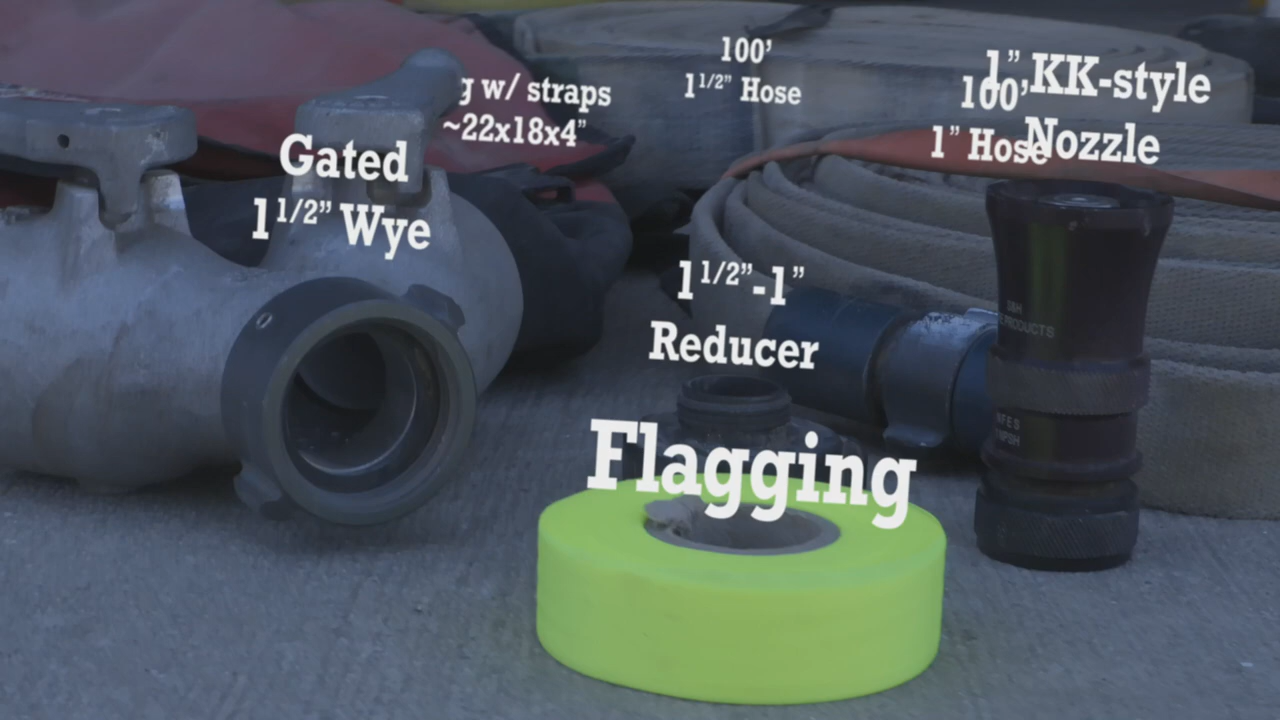 100’
1 1/2” Hose
g w/ straps
~22x18x4”
1” KK-style
Nozzle
100’
1” Hose
Gated
1 1/2” Wye
1 1/2”-1”
Reducer
Flagging
PRODUCTS